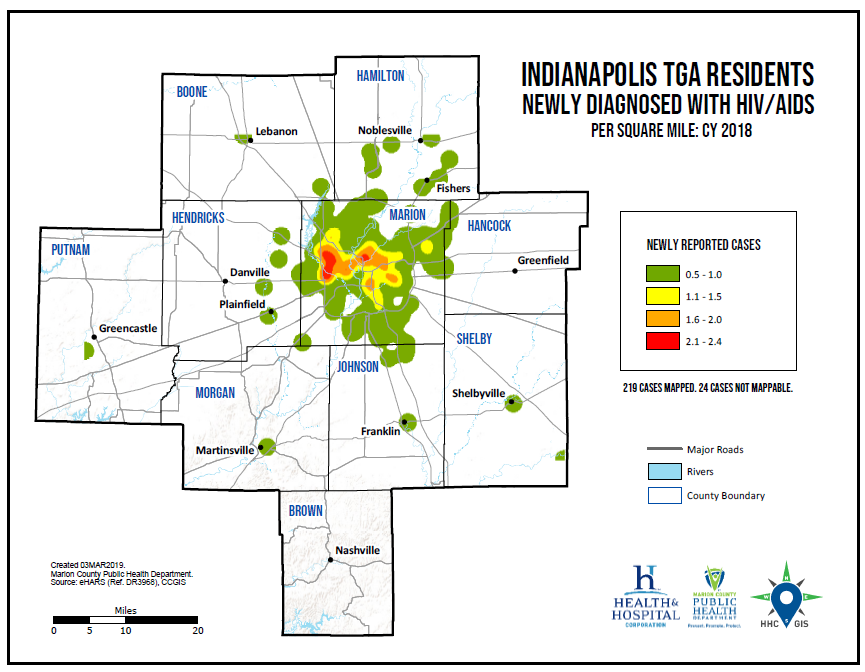 INDIANAPOLIS TGA RESIDENTS
NEWLY DIAGNOSED WITH HIV/AIDS
PER SQUARE MILE: CY 2018
HAMILTON
BOONE
Lebanon
Noblesville
Fishers
HENDRICKS
MARION
HANCOCK
PUTNAM
Greenfield
Danville
Plainfield
Greencastle
SHELBY
JOHNSON
MORGAN
Shelbyville
Franklin
Martinsville
BROWN
Nashville
NEWLY REPORTED CASES
0.5 - 1.0
1.1 - 1.5
1.6 - 2.0
2.1 - 2.4
219 CASES MAPPED. 24 CASES NOT MAPPABLE.
Major Roads
Rivers
County Boundary
Created 03MAR2019.
Marion County Public Health Department.
Source: eHARS (Ref. DR3968), CCGIS
Miles
0 5 10 20
h
HEALTH&
HOSPITAL
CORPORATION
MARION COUNTY
PUBLIC
HEALTH
DEPARTMENT
Prevent. Promote. Protect.
N
W
E
S
HHC GIS